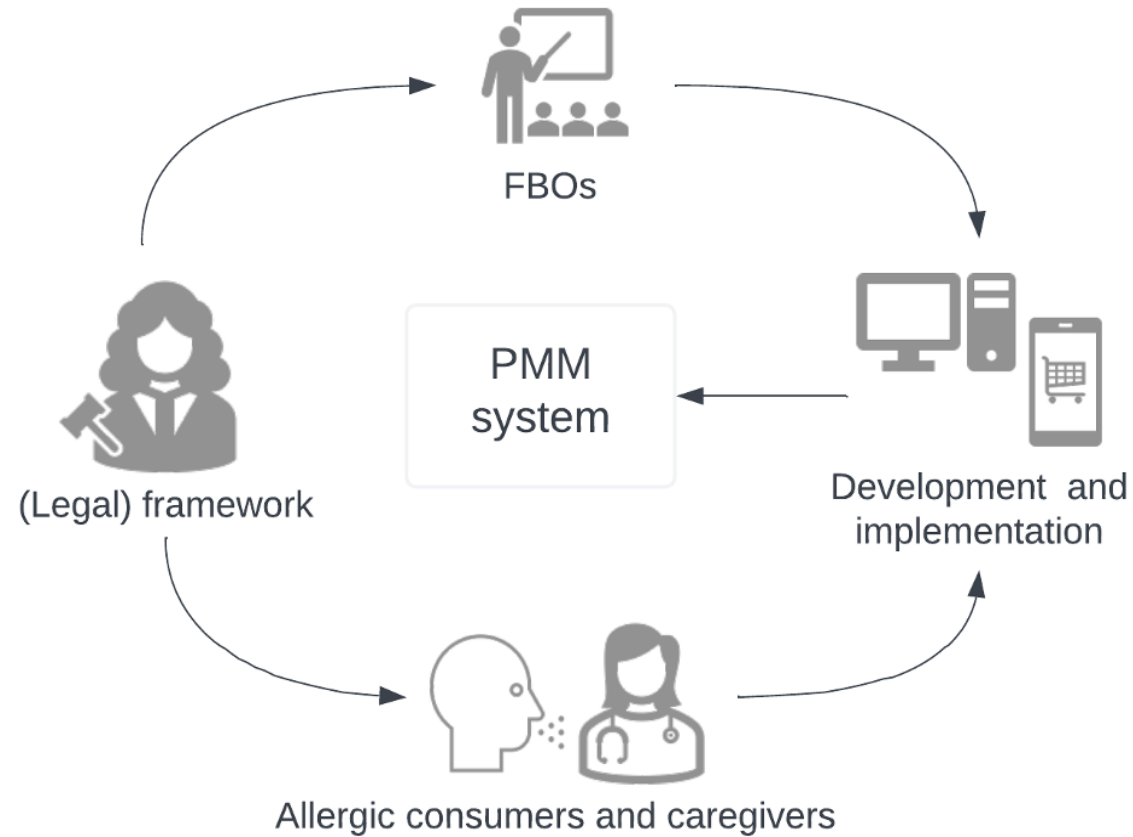 FBOs
PMM
system
(Legal) framework
Development and
implementation
Allergic consumers and caregivers